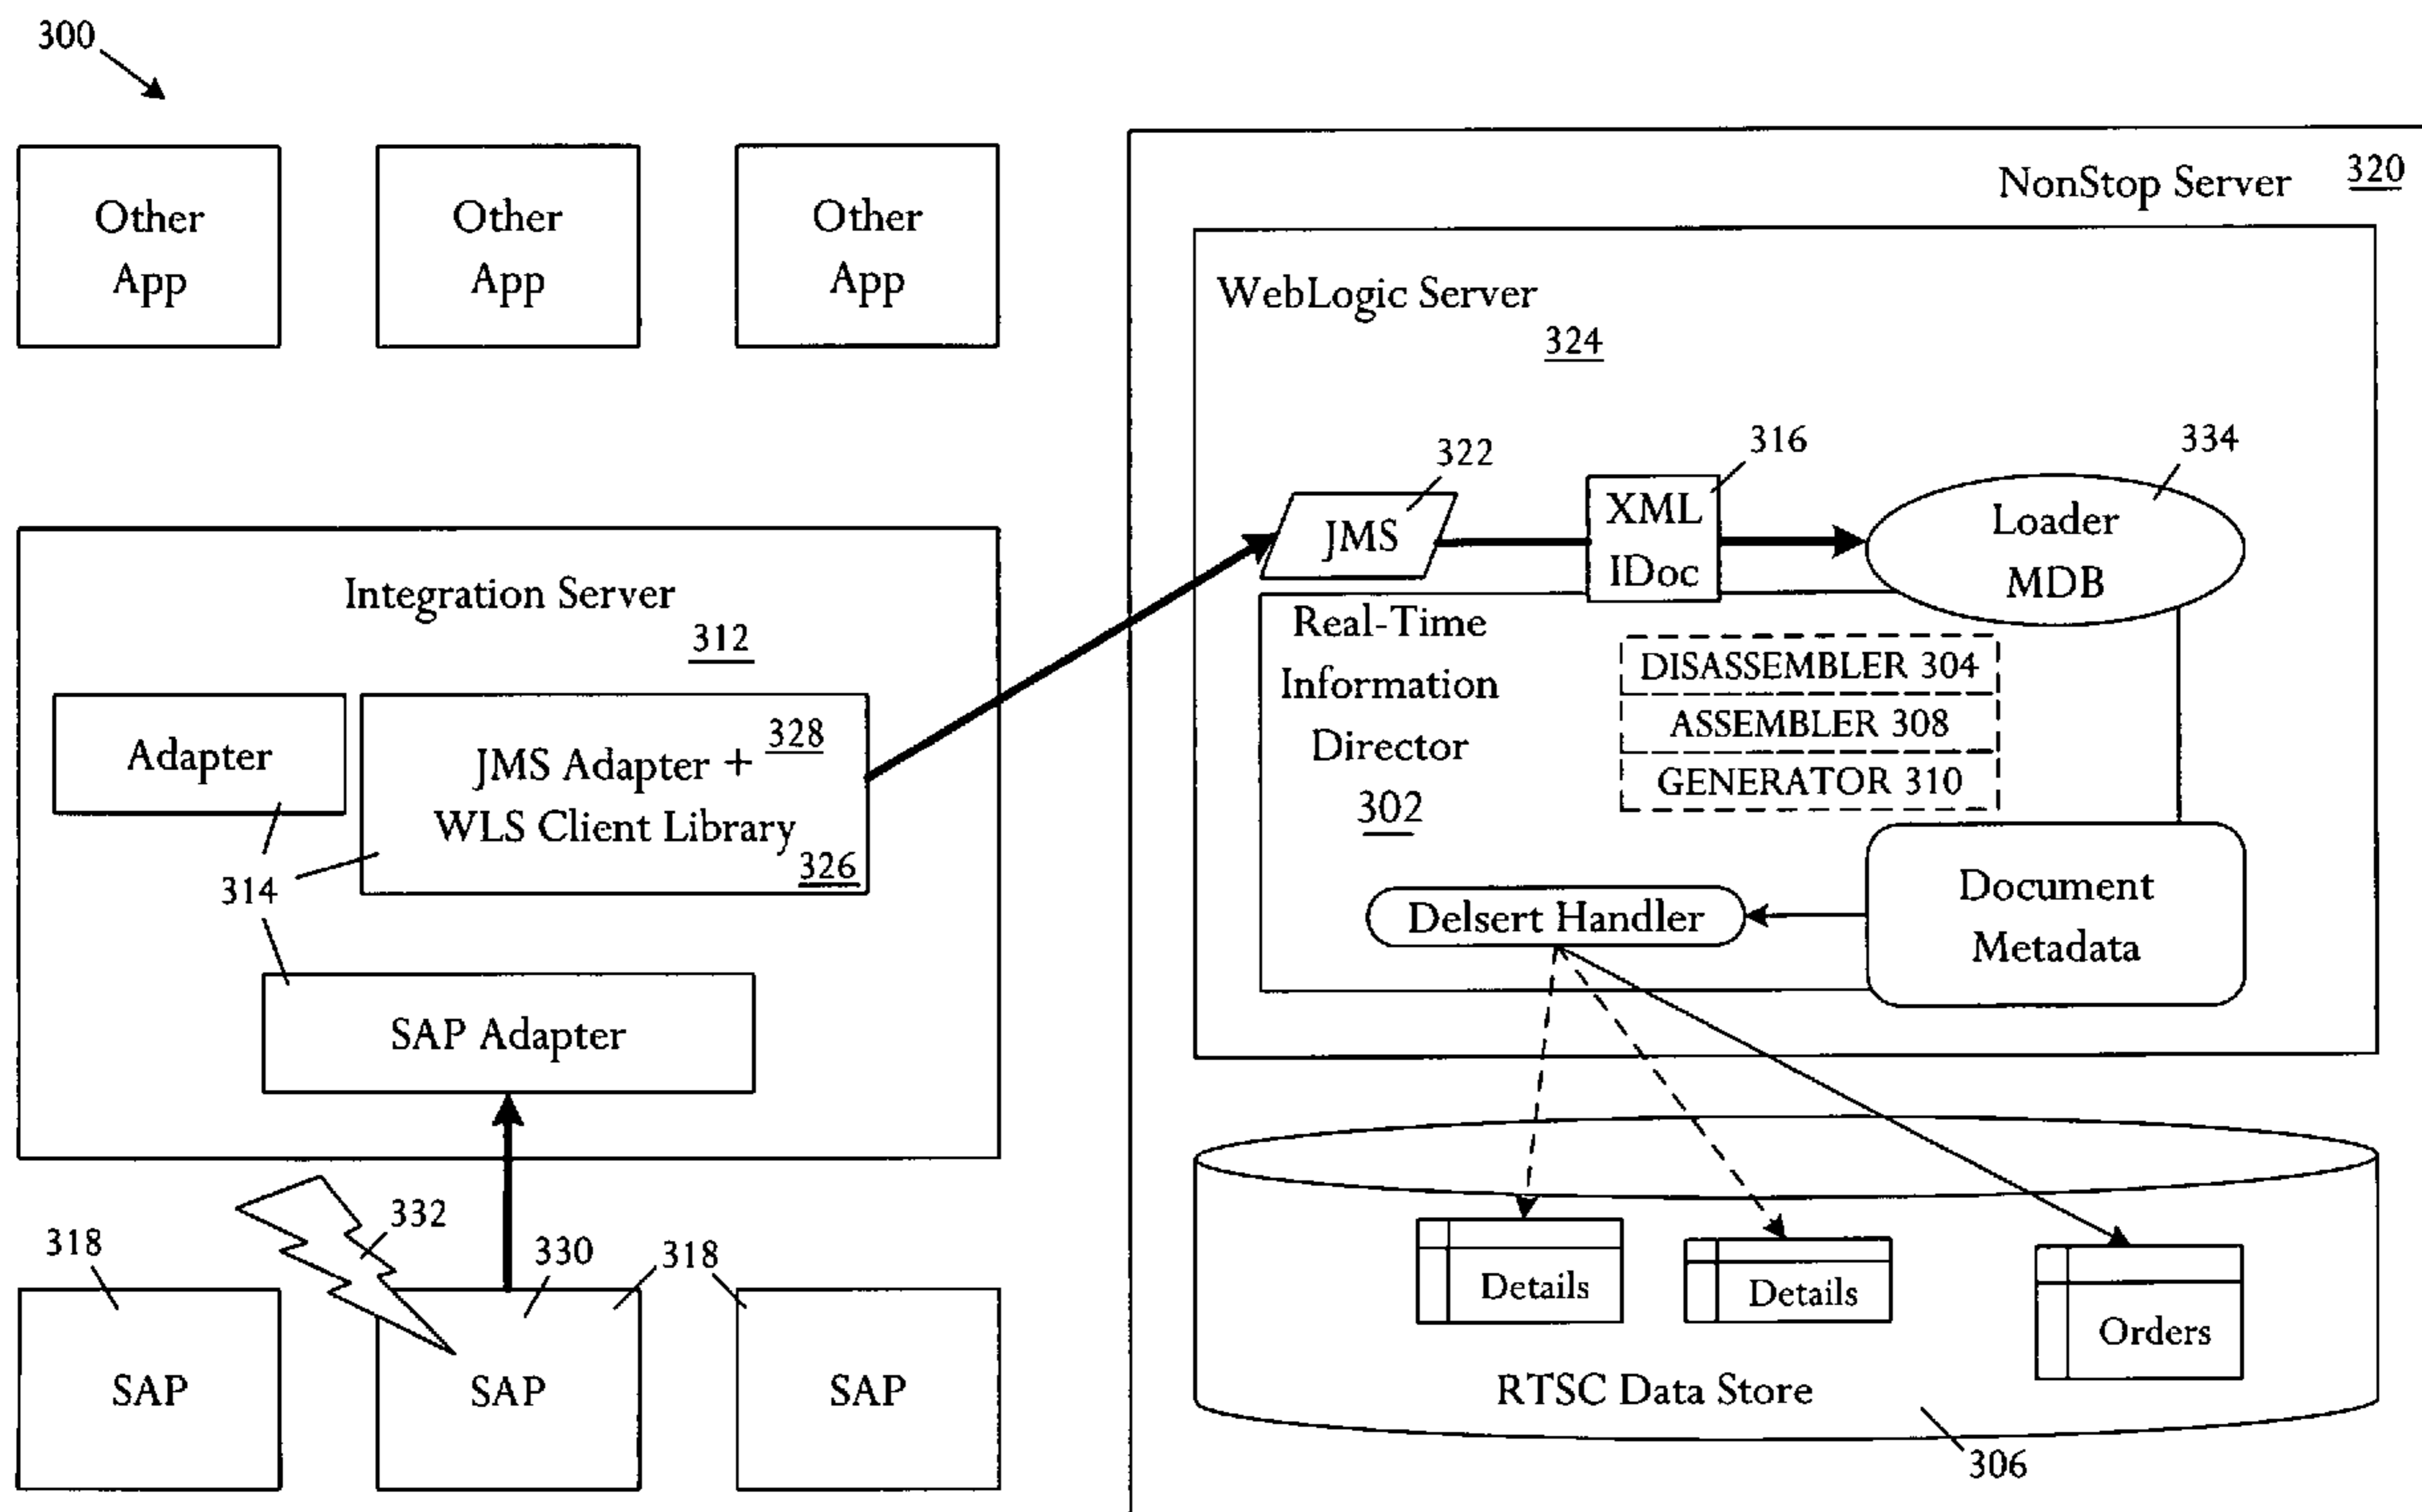 300
Other
App
Other
App
Other
App
NonStop Server 320
WebLogic Server
324
322
316
334
JMS
XML
IDoc
Loader
MDB
Integration Server
312
Adapter
JMS Adapter + 328
WLS Client Library
326
314
SAP Adapter
Real-Time
Information
Director
302
DISASSEMBLER 304
ASSEMBLER 308
GENERATOR 310
Delsert Handler
Document
Metadata
318
332
330
318
SAP
SAP
SAP
Details
Details
Orders
RTSC Data Store
306